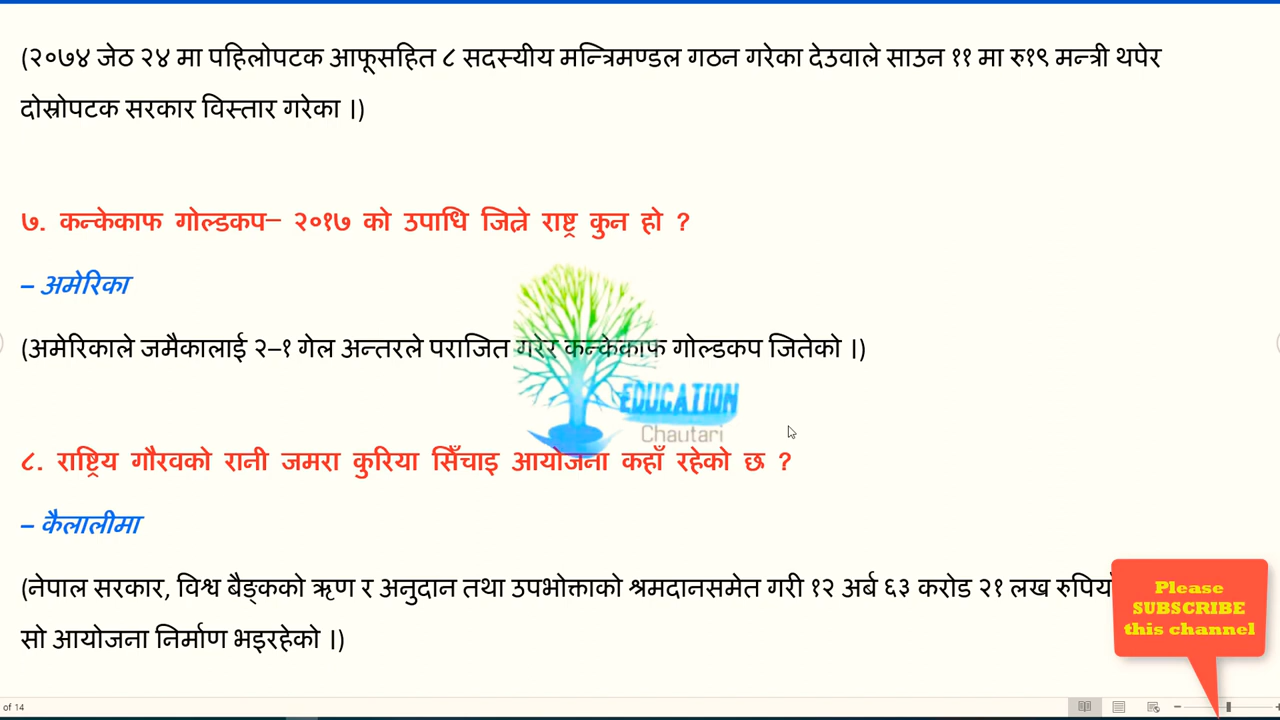 (२०७४ जेठ २४ मा पहिलोपटक आफूसहित ८ सदस्यीय मन्त्रिमण्डल गठन गरेका देउवाले साउन ११ मा रु१९ मन्त्री थपेर
दोस्रोपटक सरकार विस्तार गरेका ।)
७. कन्केकाफ गोल्डकप– २०१७ को उपाधि जित्ने राष्ट्र कुन हो ?
– अमेरिका
(अमेरिकाले जमैकालाई २–१ गेल अन्तरले पराजित गरेर कन्केकाफ गोल्डकप जितेको ।)
EDUCATION
Chautari
८. राष्ट्रिय गौरवको रानी जमरा कुरिया सिँचाइ आयोजना कहाँ रहेको छ ?
– कैलालीमा
(नेपाल सरकार, विश्व बैङ्कको ऋण र अनुदान तथा उपभोक्ताको श्रमदानसमेत गरी १२ अर्ब ६३ करोड २१ लख
सो आयोजना निर्माण भइरहेको ।)
Please
SUBSCRIBE
this channel
of 14